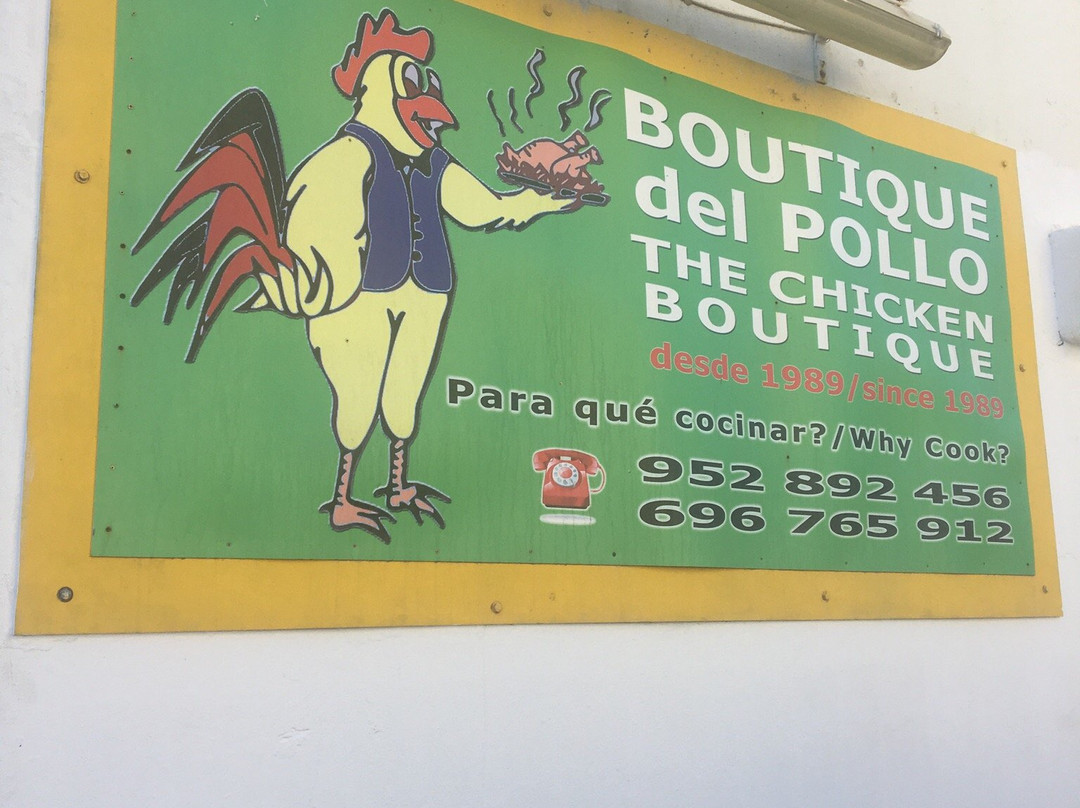 BOUTIQUE
del POLLO
THE CHICKEN
BOUTIQUE
desde 1989/since 1989
Para qué cocinar?/Why Cook?
952 892 456
696 765 912